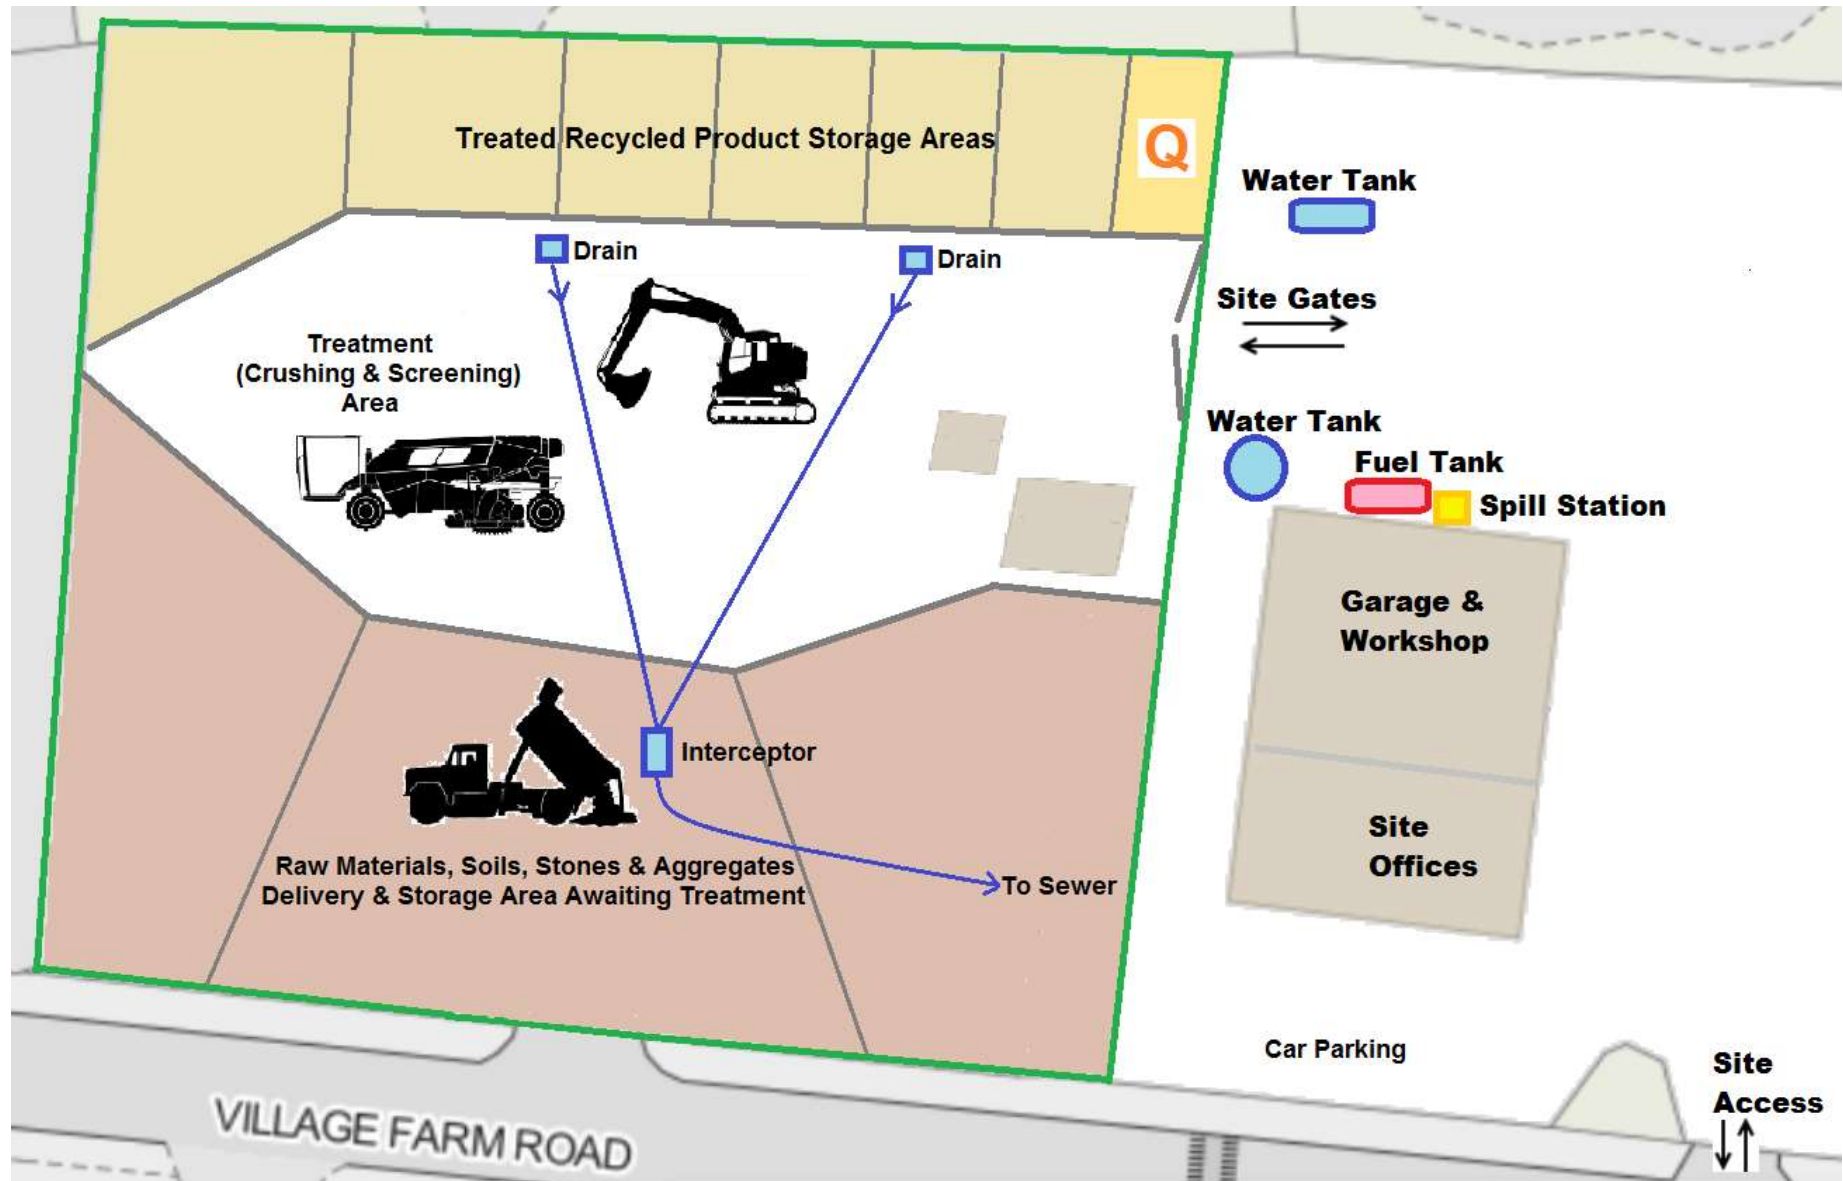 Treated Recycled Product Storage Areas
Q
Water Tank
Drain
Drain
Site Gates
Treatment
(Crushing & Screening)
Area
Water Tank
Fuel Tank
Spill Station
Garage &
Workshop
Interceptor
Site
Offices
Raw Materials, Soils, Stones & Aggregates
Delivery & Storage Area Awaiting Treatment
To Sewer
Car Parking
Site
Access
VILLAGE FARM ROAD